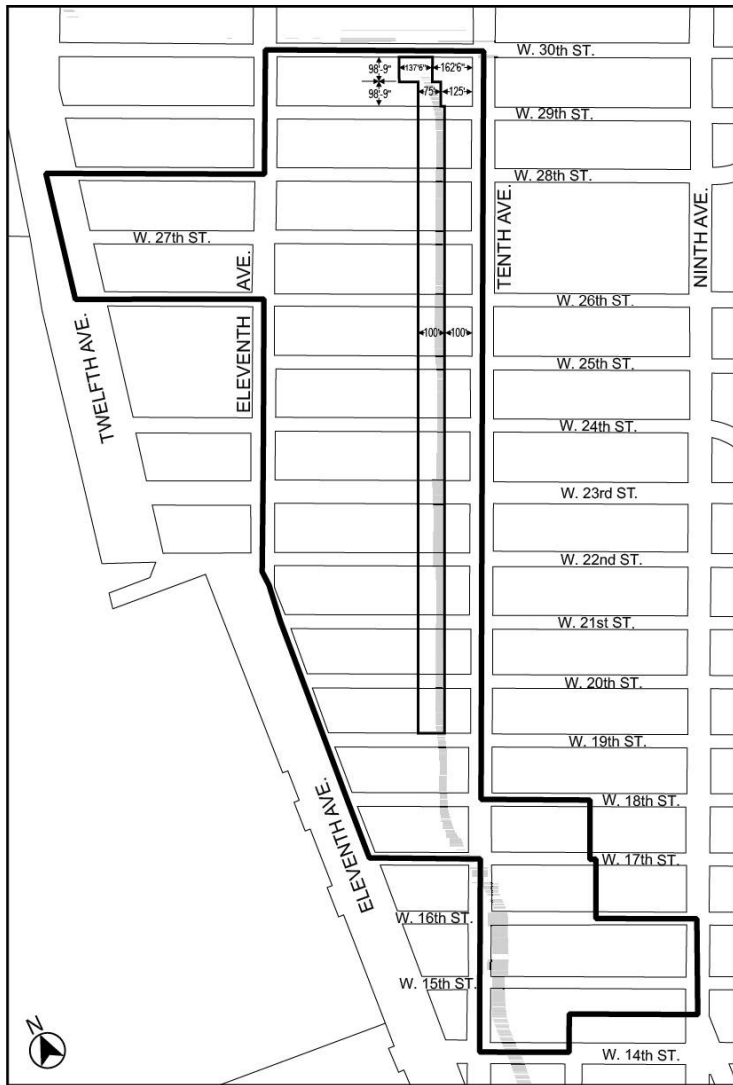 W. 30th ST.
98'-9"
137'6"
162'6"
98'-9"
75'
125'
W. 29th ST.
W. 28th ST.
TENTH AVE.
NINTH AVE.
W. 27th ST.
ELEVENTH AVE.
W. 26th ST.
100'
100'
TWELFTH AVE.
W. 25th ST.
W. 24th ST.
W. 23rd ST.
W. 22nd ST.
W. 21st ST.
W. 20th ST.
W. 19th ST.
W. 18th ST.
ELEVENTH AVE.
W. 17th ST.
W. 16th ST.
W. 15th ST.
N
W. 14th ST.